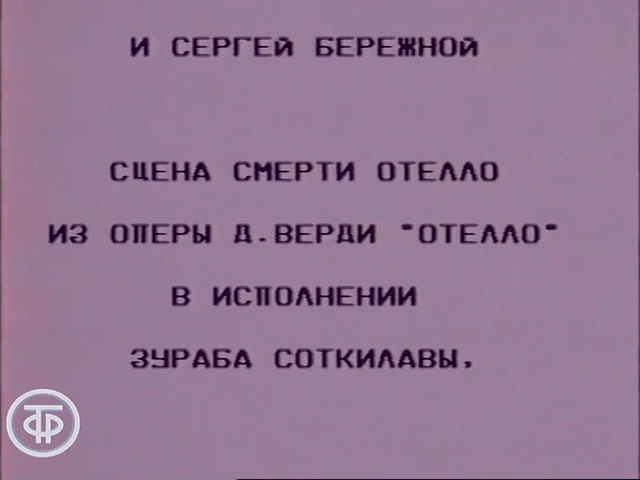 И СЕРГЕЙ БЕРЕЖНОЙ
СЦЕНА СМЕРТИ ОТЕЛЛО
ИЗ ОПЕРЫ Д.ВЕРДИ "ОТЕЛЛО"
В ИСПОЛНЕНИИ
ЗУРАБА СОТКИЛАВЫ,